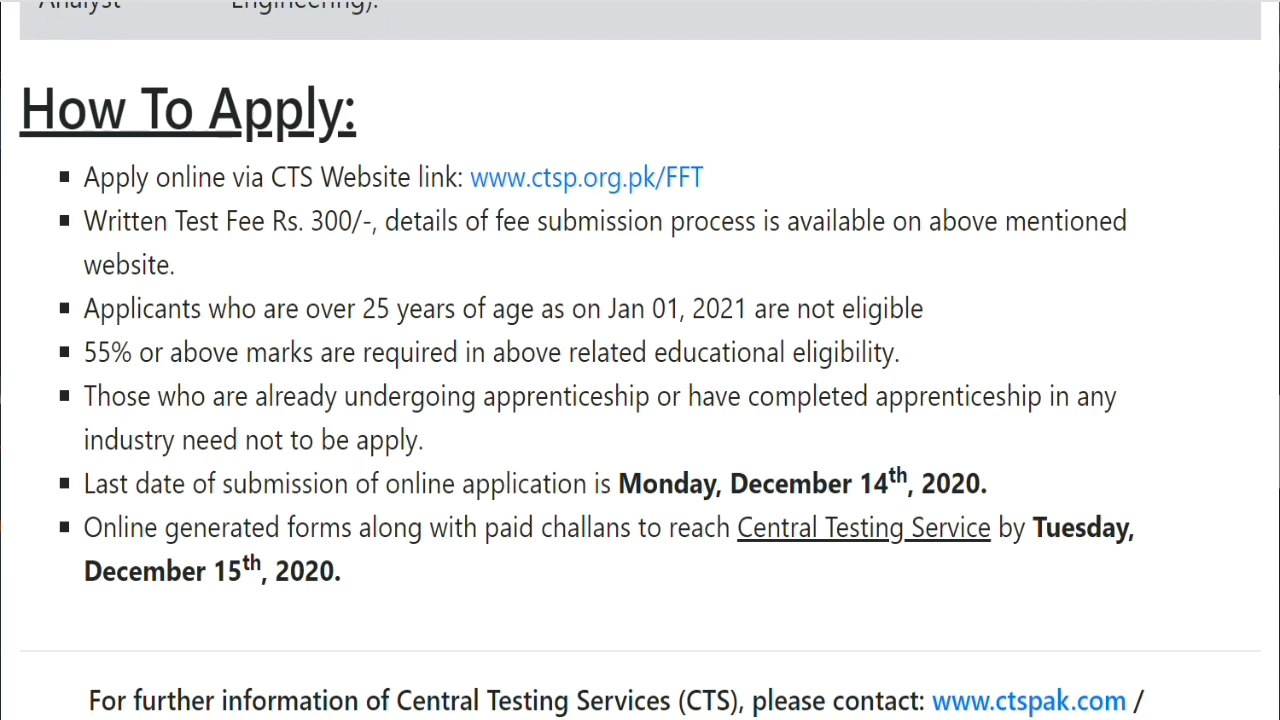 Analyst Engineering).
How To Apply:
▪ Apply online via CTS Website link: www.ctsp.org.pk/FFT
▪ Written Test Fee Rs. 300/-, details of fee submission process is available on above mentioned
website.
▪ Applicants who are over 25 years of age as on Jan 01, 2021 are not eligible
▪ 55% or above marks are required in above related educational eligibility.
▪ Those who are already undergoing apprenticeship or have completed apprenticeship in any
industry need not to be apply.
▪ Last date of submission of online application is Monday, December 14th, 2020.
▪ Online generated forms along with paid challans to reach Central Testing Service by Tuesday,
December 15th, 2020.
For further information of Central Testing Services (CTS), please contact: www.ctspak.com /